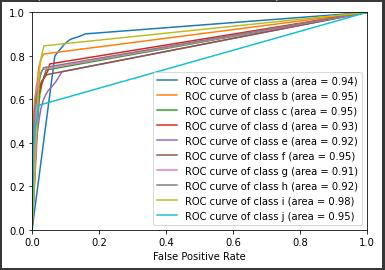 1.0
0.8
0.6
0.4
0.2
0.0
ROC curve of class a (area = 0.94)
ROC curve of class b (area = 0.95)
ROC curve of class c (area = 0.95)
ROC curve of class d (area = 0.93)
ROC curve of class e (area = 0.92)
ROC curve of class f (area = 0.95)
ROC curve of class g (area = 0.91)
ROC curve of class h (area = 0.92)
ROC curve of class i (area = 0.98)
ROC curve of class j (area = 0.95)
0.0 0.2 0.4 0.6 0.8 1.0
False Positive Rate